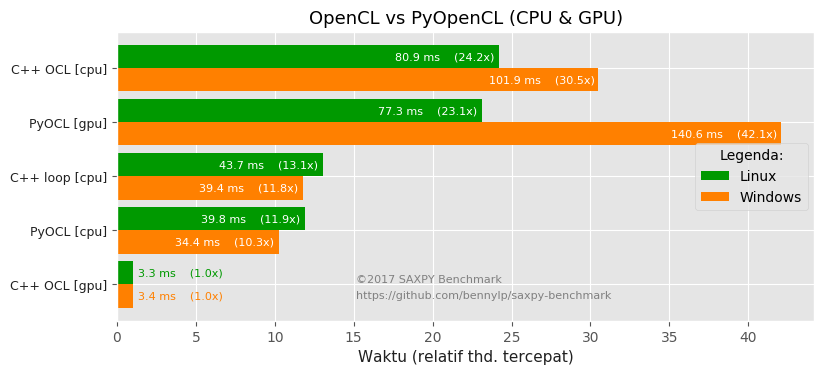 OpenCL vs PyOpenCL (CPU & GPU)
C++ OCL [cpu]
80.9 ms (24.2x)
101.9 ms (30.5x)
PyOCL [gpu]
77.3 ms (23.1x)
140.6 ms (42.1x)
C++ loop [cpu]
43.7 ms (13.1x)
39.4 ms (11.8x)
PyOCL [cpu]
39.8 ms (11.9x)
34.4 ms (10.3x)
C++ OCL [gpu]
3.3 ms (1.0x)
3.4 ms (1.0x)
Legenda:
Linux
Windows
©2017 SAXPY Benchmark
https://github.com/bennylp/saxpy-benchmark
0 5 10 15 20 25 30 35 40
Waktu (relatif thd. tercepat)